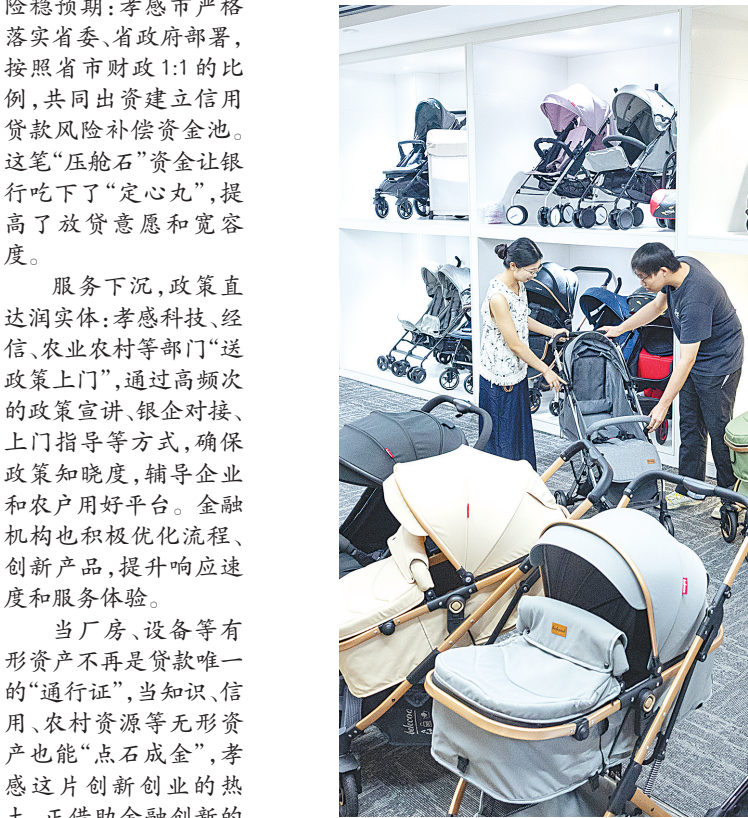 险稳预期：孝感市严格
落实省委、省政府部署，
按照省市财政1:1的比
例，共同出资建立信用
贷款风险补偿资金池。
这笔“压舱石”资金让银
行吃下了“定心丸”，提
高了放贷意愿和宽容
度。
服务下沉，政策直
达润实体：孝感科技、经
信、农业农村等部门“送
政策上门”，通过高频次
的政策宣讲、银企对接、
上门指导等方式，确保
政策知晓度，辅导企业
和农户用好平台。金融
机构也积极优化流程、
创新产品，提升响应速
度和服务体验。
当厂房、设备等有
形资产不再是贷款唯一
的“通行证”，当知识、信
用、农村资源等无形资
产也能“点石成金”，孝
感这片创新创业的热
土，正借助金融创新的